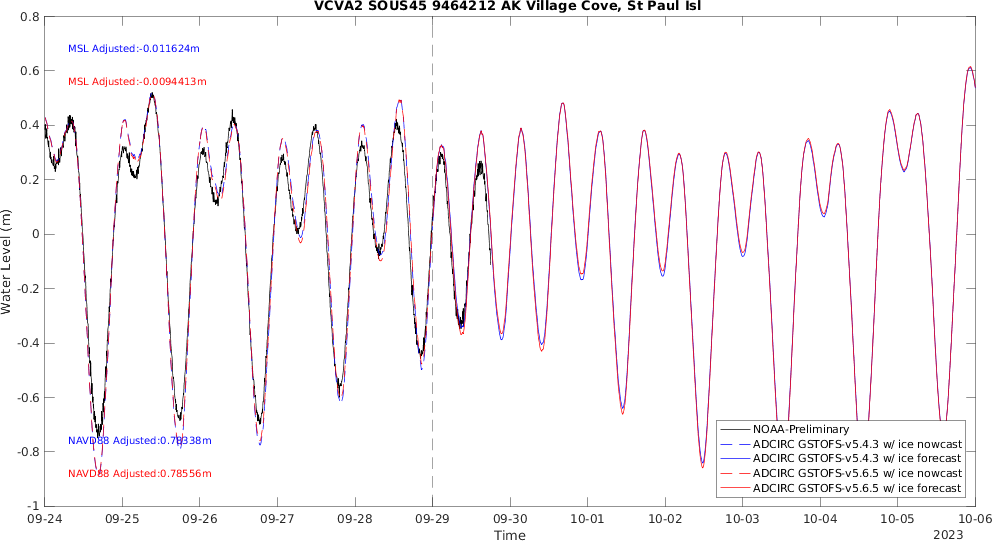 VCVA2 SOUS45 9464212 AK Village Cove, St Paul Isl
0.8
0.6
0.4
0.2
0
-0.2
-0.4
-0.6
-0.8
-1
Water Level (m)
MSL Adjusted:-0.011624m
MSL Adjusted:-0.0094413m
NAVD88 Adjusted:0.78338m
NAVD88 Adjusted:0.78556m
NOAA-Preliminary
ADCIRC GSTOFS-v5.4.3 w/ ice nowcast
ADCIRC GSTOFS-v5.4.3 w/ ice forecast
ADCIRC GSTOFS-v5.6.5 w/ ice nowcast
ADCIRC GSTOFS-v5.6.5 w/ ice forecast
09-24 09-25 09-26 09-27 09-28 09-29 09-30 10-01 10-02 10-03 10-04 10-05 10-06
Time
2023